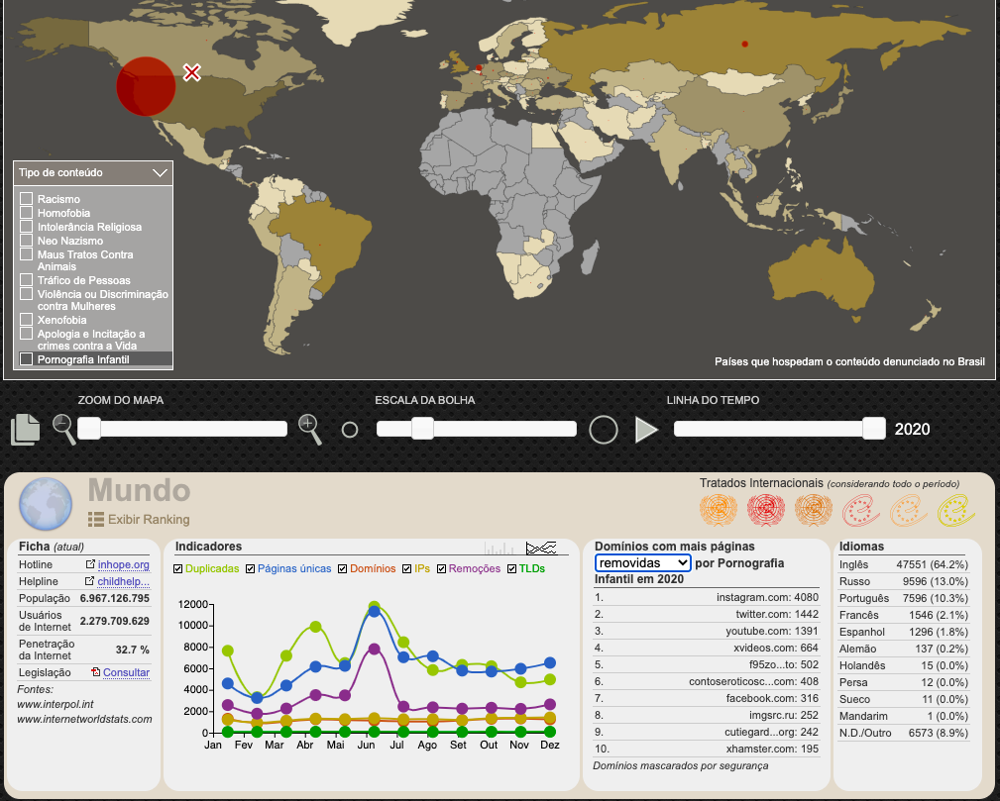 Tipo de conteúdo
Racismo
Homofobia
Intolerância Religiosa
Neo Nazismo
Maus Tratos Contra
Animais
Tráfico de Pessoas
Violência ou Discriminação
contra Mulheres
Xenofobia
Apologia e Incitação a
crimes contra a Vida
Pornografia Infantil
Países que hospedam o conteúdo denunciado no Brasil
ZOOM DO MAPA
ESCALA DA BOLHA
LINHA DO TEMPO
2020
Mundo
Exibir Ranking
Tratados Internacionais (considerando todo o período)
Ficha (atual)
Hotline inhope.org
Helpline childhelp...
População 6.967.126.795
Usuários
de Internet 2.279.709.629
Penetração
da Internet 32.7 %
Legislação Consultar
Fontes:
www.interpol.int
www.internetworldstats.com
Indicadores
Duplicadas Páginas únicas Domínios IPs Remoções TLDs
12000
10000
8000
6000
4000
2000
0
Jan Fev Mar Abr Mai Jun Jul Ago Set Out Nov Dez
Domínios com mais páginas
removidas por Pornografia
Infantil em 2020
1. instagram.com: 4080
2. twitter.com: 1442
3. youtube.com: 1391
4. xvideos.com: 664
5. f95zo...to: 502
6. contoseroticosc...com: 408
7. facebook.com: 316
8. imgsrc.ru: 252
9. cutiegard...org: 242
10. xhamster.com: 195
Domínios mascarados por segurança
Idiomas
Inglês 47551 (64.2%)
Russo 9596 (13.0%)
Português 7596 (10.3%)
Francês 1546 (2.1%)
Espanhol 1296 (1.8%)
Alemão 137 (0.2%)
Holandês 15 (0.0%)
Persa 12 (0.0%)
Sueco 11 (0.0%)
Mandarim 1 (0.0%)
N.D./Outro 6573 (8.9%)